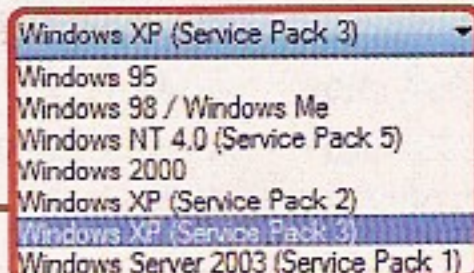 Windows XP (Service Pack 3)
Windows 95
Windows 98 / Windows Me
Windows NT 4.0 (Service Pack 5)
Windows 2000
Windows XP (Service Pack 2)
Windows XP (Service Pack 3)
Windows Server 2003 (Service Pack 1)